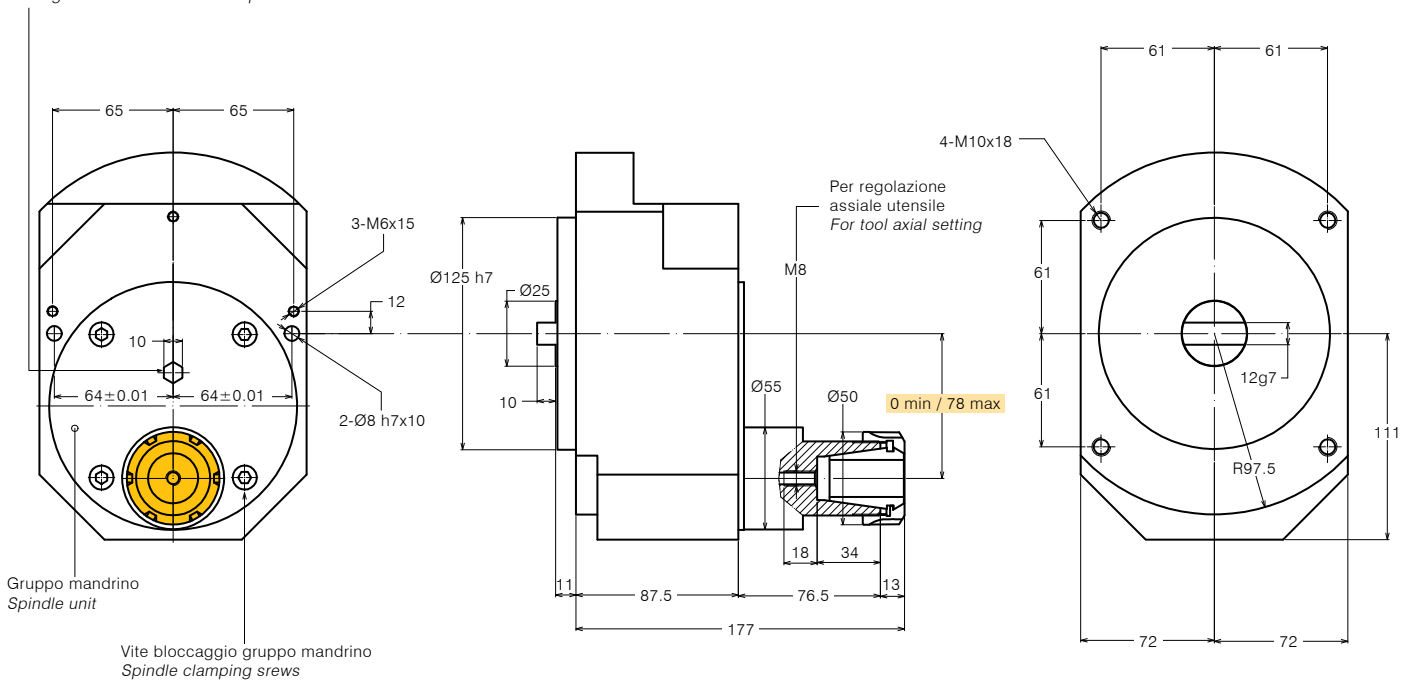 65
65
3-M6x15
12
10
64±0.01
64±0.01
2-Ø8 h7x10
Gruppo mandrino
Spindle unit
Vite bloccaggio gruppo mandrino
Spindle clamping srews
Ø125 h7
Ø25
10
Per regolazione
assiale utensile
For tool axial setting
M8
Ø55
Ø50
0 min / 78 max
18
34
11
87.5
76.5
13
177
61
61
4-M10x18
61
61
12g7
R97.5
111
72
72